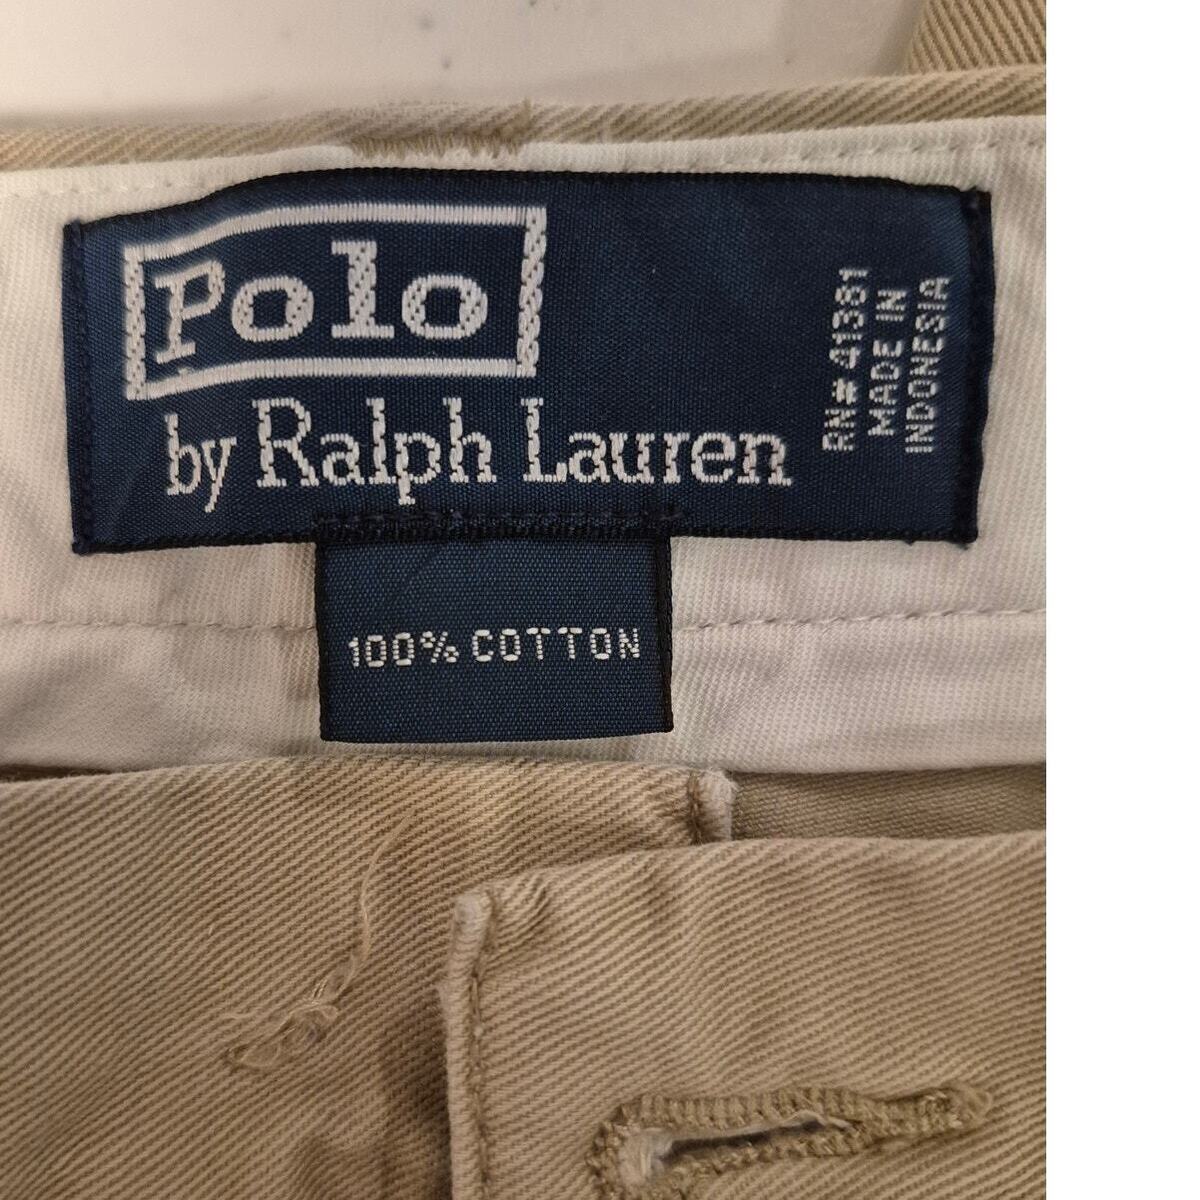 Polo
by Ralph Lauren
RN# 41381
MADE IN
INDONESIA
100% COTTON